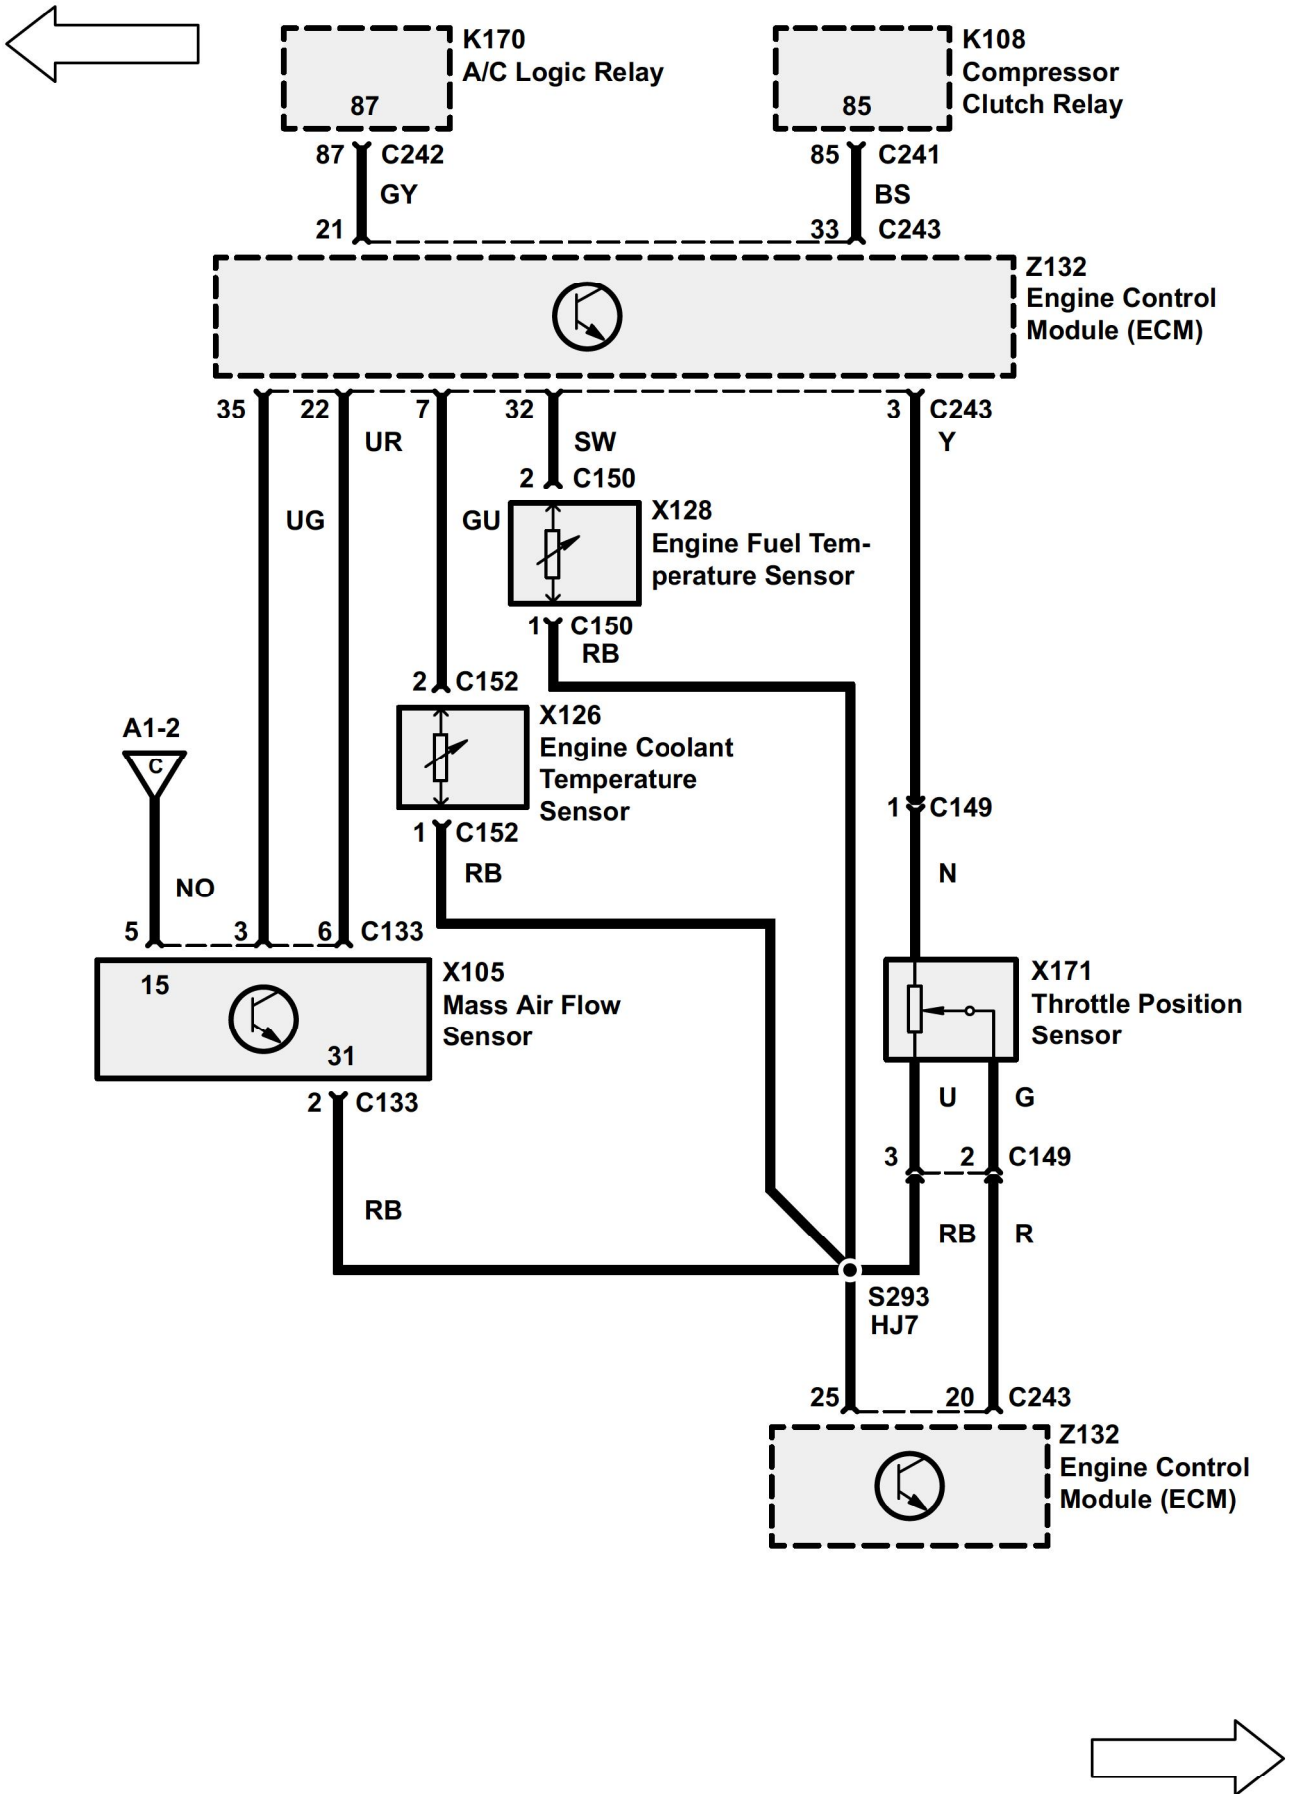 K170
A/C Logic Relay
87
K108
Compressor
Clutch Relay
85
87 C242
GY
21
85 C241
BS
33 C243
Z132
Engine Control
Module (ECM)
35 22 7 32 3 C243
UR SW Y
2 C150
UG GU
X128
Engine Fuel Tem-
perature Sensor
1 C150
RB
2 C152
X126
Engine Coolant
Temperature
Sensor
1 C152
RB
A1-2
C
NO
1 C149
N
5 3 6 C133
15
31
X105
Mass Air Flow
Sensor
X171
Throttle Position
Sensor
2 C133
RB
U G
3 2 C149
RB R
S293
HJ7
25 20 C243
Z132
Engine Control
Module (ECM)